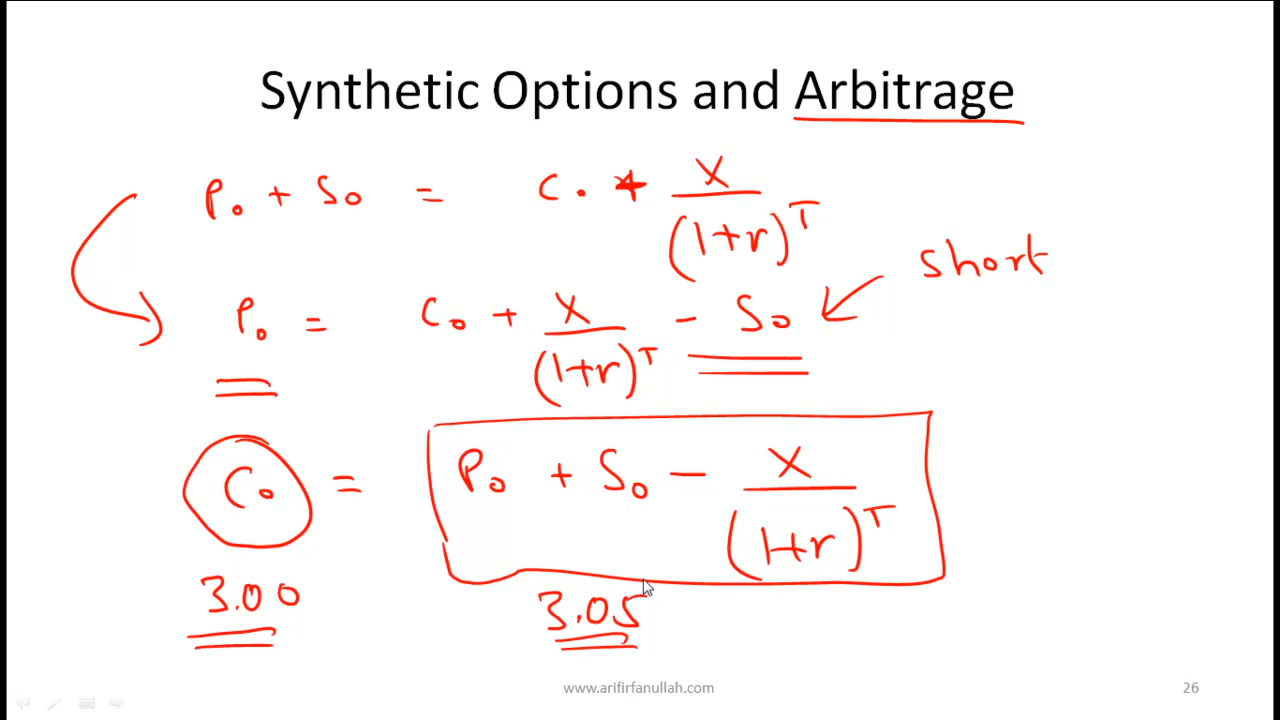 Synthetic Options and Arbitrage
P₀ + S₀ = C₀ + X/(1+r)^T
short
P₀ = C₀ + X/(1+r)^T - S₀
C₀ = P₀ + S₀ - X/(1+r)^T
3.00 3.05
www.arifirfanullah.com 26